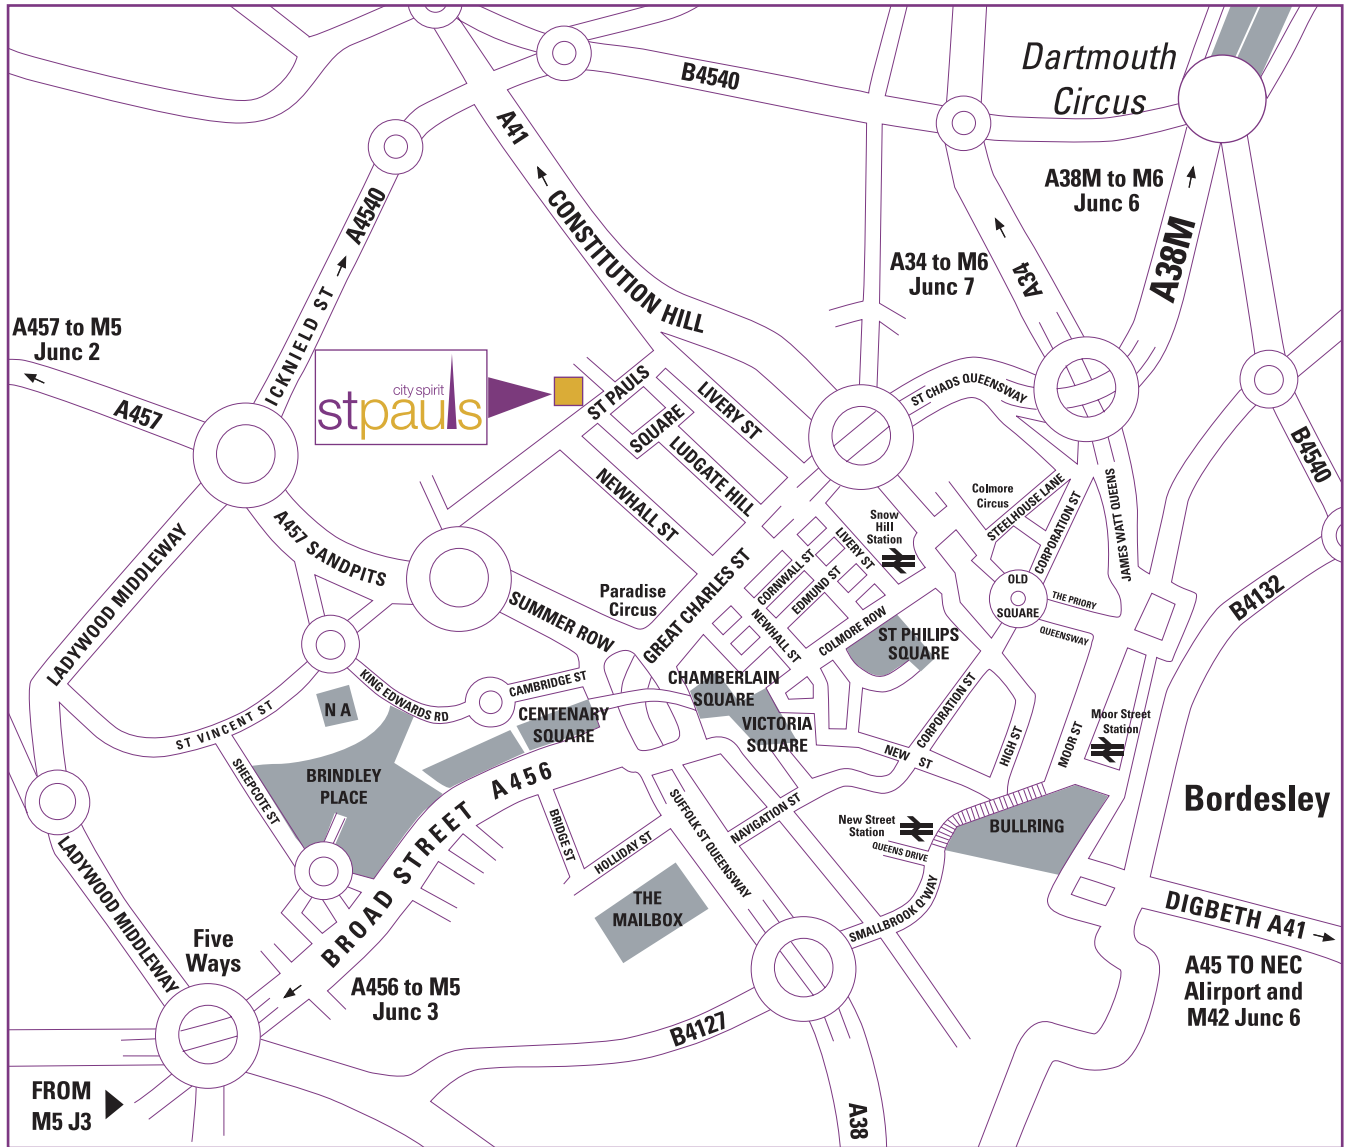 Dartmouth
Circus
B4540
A41
A38M to M6
Junc 6
A4540
CONSTITUTION HILL
A38M
A34 to M6
Junc 7
A34
ICKNIELD ST
A457 to M5
Junc 2
A457
city spirit
stpauls
ST PAULS
SQUARE
LIVERY ST
ST CHADS QUEENSWAY
LUDGATE HILL
NEWHALL ST
B4540
Colmore
Circus
STEELHOUSE LANE
CORPORATION ST
JAMES WATT QUEENS
Snow
Hill
Station
LADYWOOD MIDDLEWAY
A457 SANDPITS
LIVERY ST
CORNWALL ST
EDMUND ST
NEWHALL ST
COLMORE ROW
GREAT CHARLES ST
Paradise
Circus
SUMMER ROW
OLD
SQUARE
THE PRIORY
QUEENSWAY
B4132
ST PHILIPS
SQUARE
CHAMBERLAIN
SQUARE
VICTORIA
SQUARE
CAMBRIDGE ST
KING EDWARDS RD
N A
CENTENARY
SQUARE
ST VINCENT ST
SHEEPCOTE ST
BRINDLEY
PLACE
CORPORATION ST
NEW ST
HIGH ST
MOOR ST
Moor Street
Station
Bordesley
BROAD STREET A456
BRIDGE ST
HOLLIDAY ST
SUFFOLK ST QUEENSWAY
NAVIGATION ST
New Street
Station
QUEENS DRIVE
BULLRING
SMALLBROOK Q'WAY
THE
MAILBOX
LADYWOOD MIDDLEWAY
Five
Ways
DIGBETH A41
A45 TO NEC
Alirport and
M42 Junc 6
A456 to M5
Junc 3
B4127
A38
FROM
M5 J3